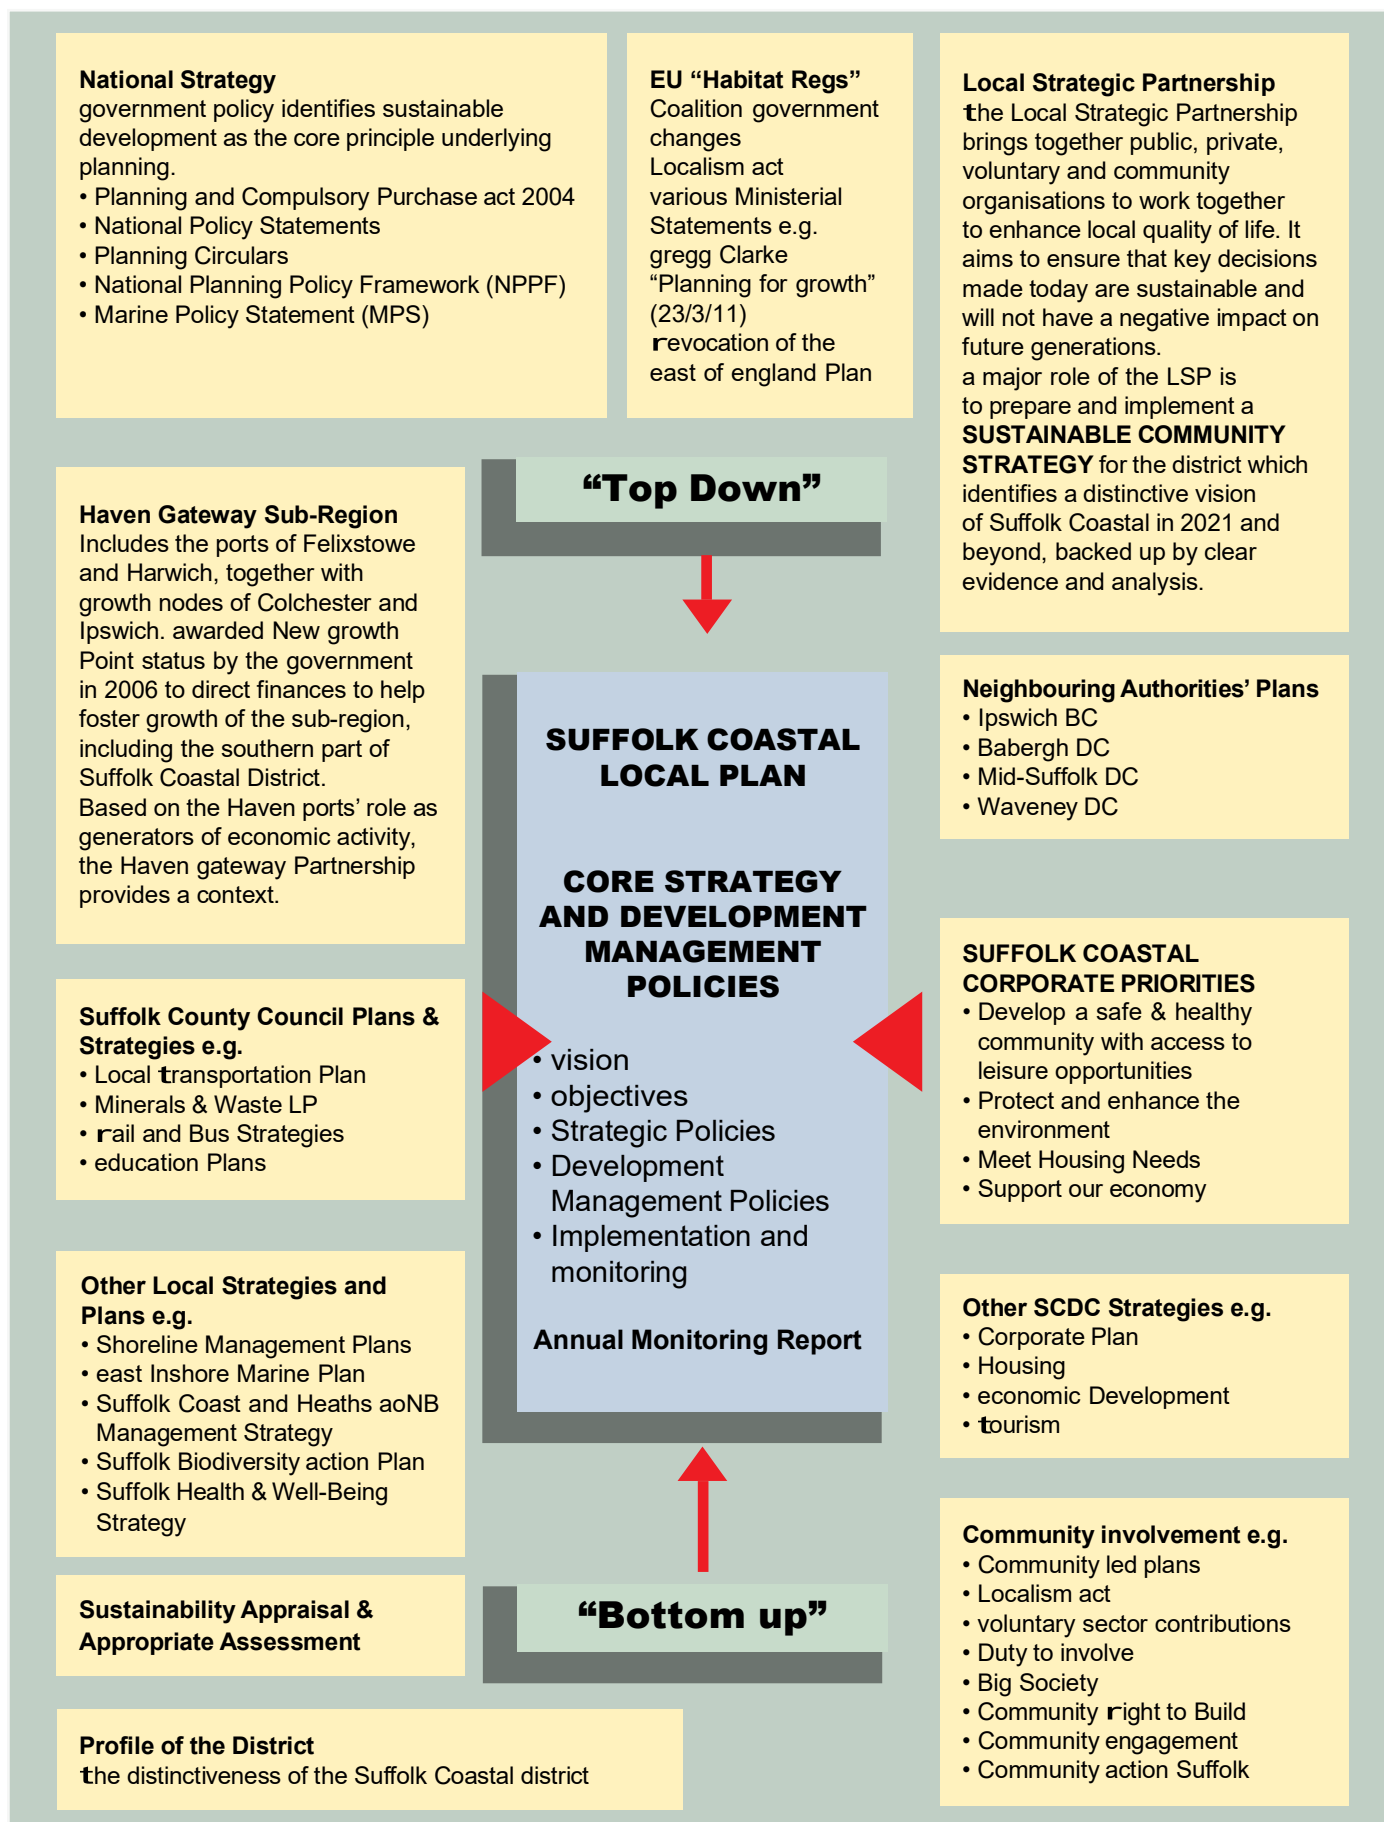 National Strategy
government policy identifies sustainable
development as the core principle underlying
planning.
• Planning and Compulsory Purchase act 2004
• National Policy Statements
• Planning Circulars
• National Planning Policy Framework (NPPF)
• Marine Policy Statement (MPS)
EU “Habitat Regs”
Coalition government
changes
Localism act
various Ministerial
Statements e.g.
gregg Clarke
“Planning for growth”
(23/3/11)
revocation of the
east of england Plan
Local Strategic Partnership
the Local Strategic Partnership
brings together public, private,
voluntary and community
organisations to work together
to enhance local quality of life. It
aims to ensure that key decisions
made today are sustainable and
will not have a negative impact on
future generations.
a major role of the LSP is
to prepare and implement a
SUSTAINABLE COMMUNITY
STRATEGY for the district which
identifies a distinctive vision
of Suffolk Coastal in 2021 and
beyond, backed up by clear
evidence and analysis.
“Top Down”
Haven Gateway Sub-Region
Includes the ports of Felixstowe
and Harwich, together with
growth nodes of Colchester and
Ipswich. awarded New growth
Point status by the government
in 2006 to direct finances to help
foster growth of the sub-region,
including the southern part of
Suffolk Coastal District.
Based on the Haven ports’ role as
generators of economic activity,
the Haven gateway Partnership
provides a context.
SUFFOLK COASTAL
LOCAL PLAN
CORE STRATEGY
AND DEVELOPMENT
MANAGEMENT
POLICIES
• vision
• objectives
• Strategic Policies
• Development
Management Policies
• Implementation and
monitoring
Annual Monitoring Report
Neighbouring Authorities’ Plans
• Ipswich BC
• Babergh DC
• Mid-Suffolk DC
• Waveney DC
SUFFOLK COASTAL
CORPORATE PRIORITIES
• Develop a safe & healthy
community with access to
leisure opportunities
• Protect and enhance the
environment
• Meet Housing Needs
• Support our economy
Suffolk County Council Plans &
Strategies e.g.
• Local transportation Plan
• Minerals & Waste LP
• rail and Bus Strategies
• education Plans
Other Local Strategies and
Plans e.g.
• Shoreline Management Plans
• east Inshore Marine Plan
• Suffolk Coast and Heaths aoNB
Management Strategy
• Suffolk Biodiversity action Plan
• Suffolk Health & Well-Being
Strategy
Other SCDC Strategies e.g.
• Corporate Plan
• Housing
• economic Development
• tourism
Sustainability Appraisal &
Appropriate Assessment
“Bottom up”
Community involvement e.g.
• Community led plans
• Localism act
• voluntary sector contributions
• Duty to involve
• Big Society
• Community right to Build
• Community engagement
• Community action Suffolk
Profile of the District
the distinctiveness of the Suffolk Coastal district